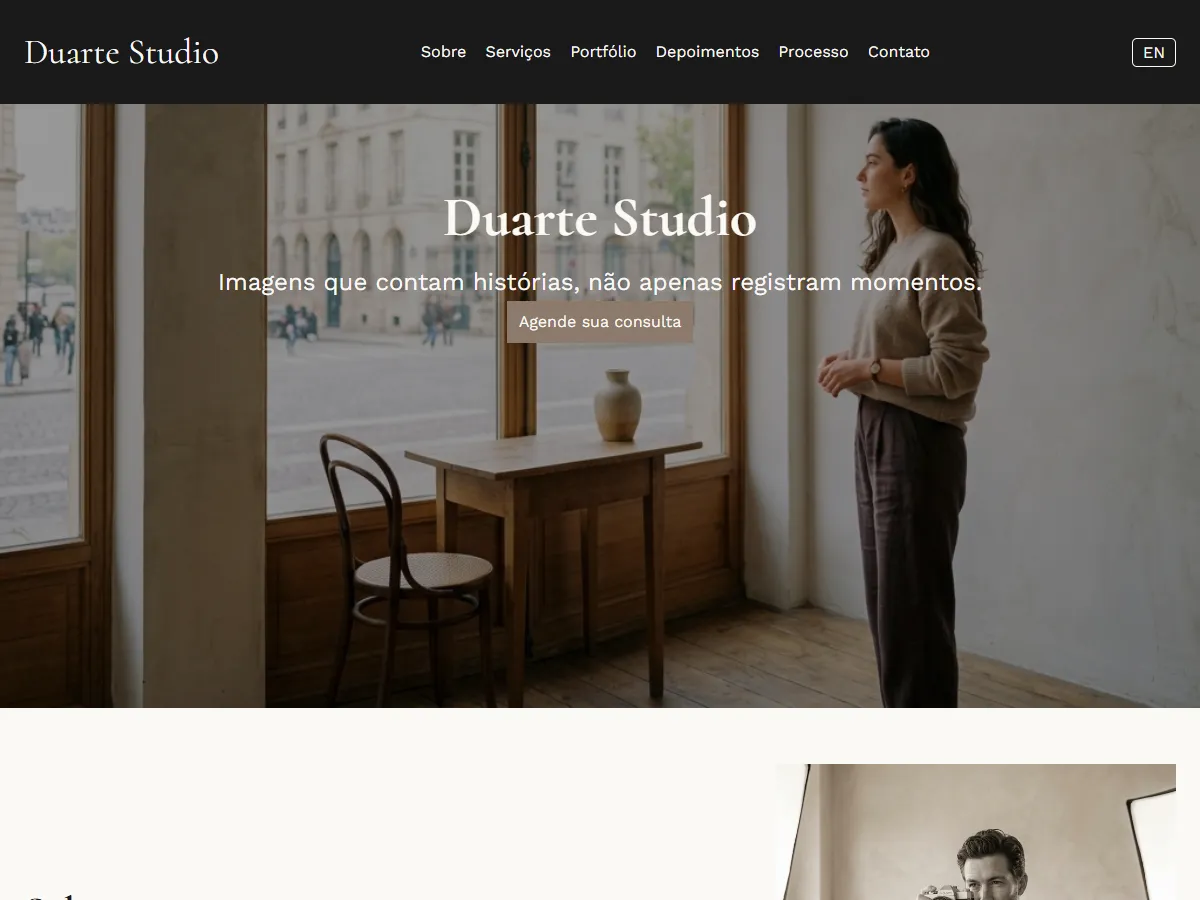 Duarte Studio
Sobre Serviços Portfólio Depoimentos Processo Contato
EN
Duarte Studio
Imagens que contam histórias, não apenas registram momentos.
Agende sua consulta